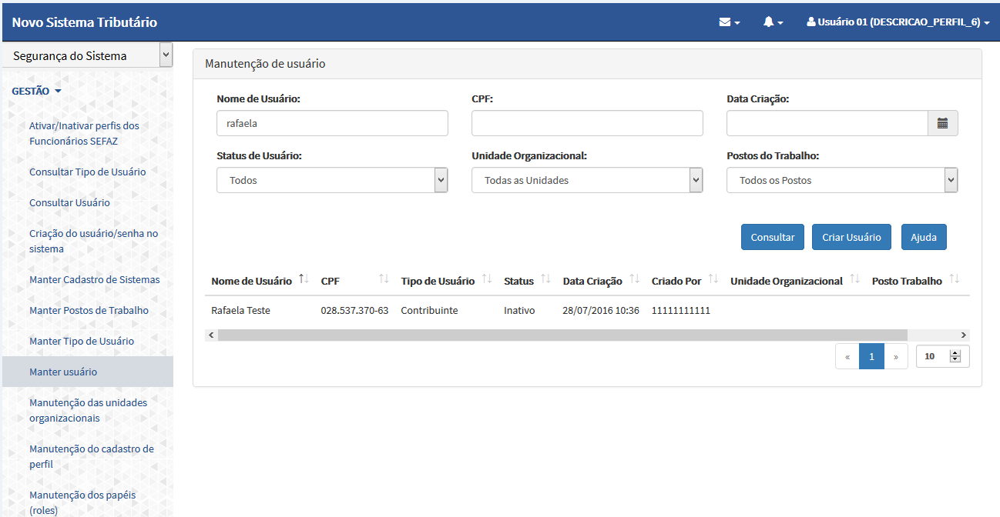 Novo Sistema Tributário
Usuário 01 (DESCRICAO_PERFIL_6)
Segurança do Sistema
GESTÃO
Ativar/Inativar perfis dos
Funcionários SEFAZ
Consultar Tipo de Usuário
Consultar Usuário
Criação do usuário/senha no
sistema
Manter Cadastro de Sistemas
Manter Postos de Trabalho
Manter Tipo de Usuário
Manter usuário
Manutenção das unidades
organizacionais
Manutenção do cadastro de
perfil
Manutenção dos papéis
(roles)
Manutenção de usuário
Nome de Usuário: CPF: Data Criação:
rafaela
Status de Usuário: Unidade Organizacional: Postos do Trabalho:
Todos Todas as Unidades Todos os Postos
Consultar Criar Usuário Ajuda
Nome de Usuário CPF Tipo de Usuário Status Data Criação Criado Por Unidade Organizacional Posto Trabalho
Rafaela Teste 028.537.370-63 Contribuinte Inativo 28/07/2016 10:36 11111111111
« 1 » 10